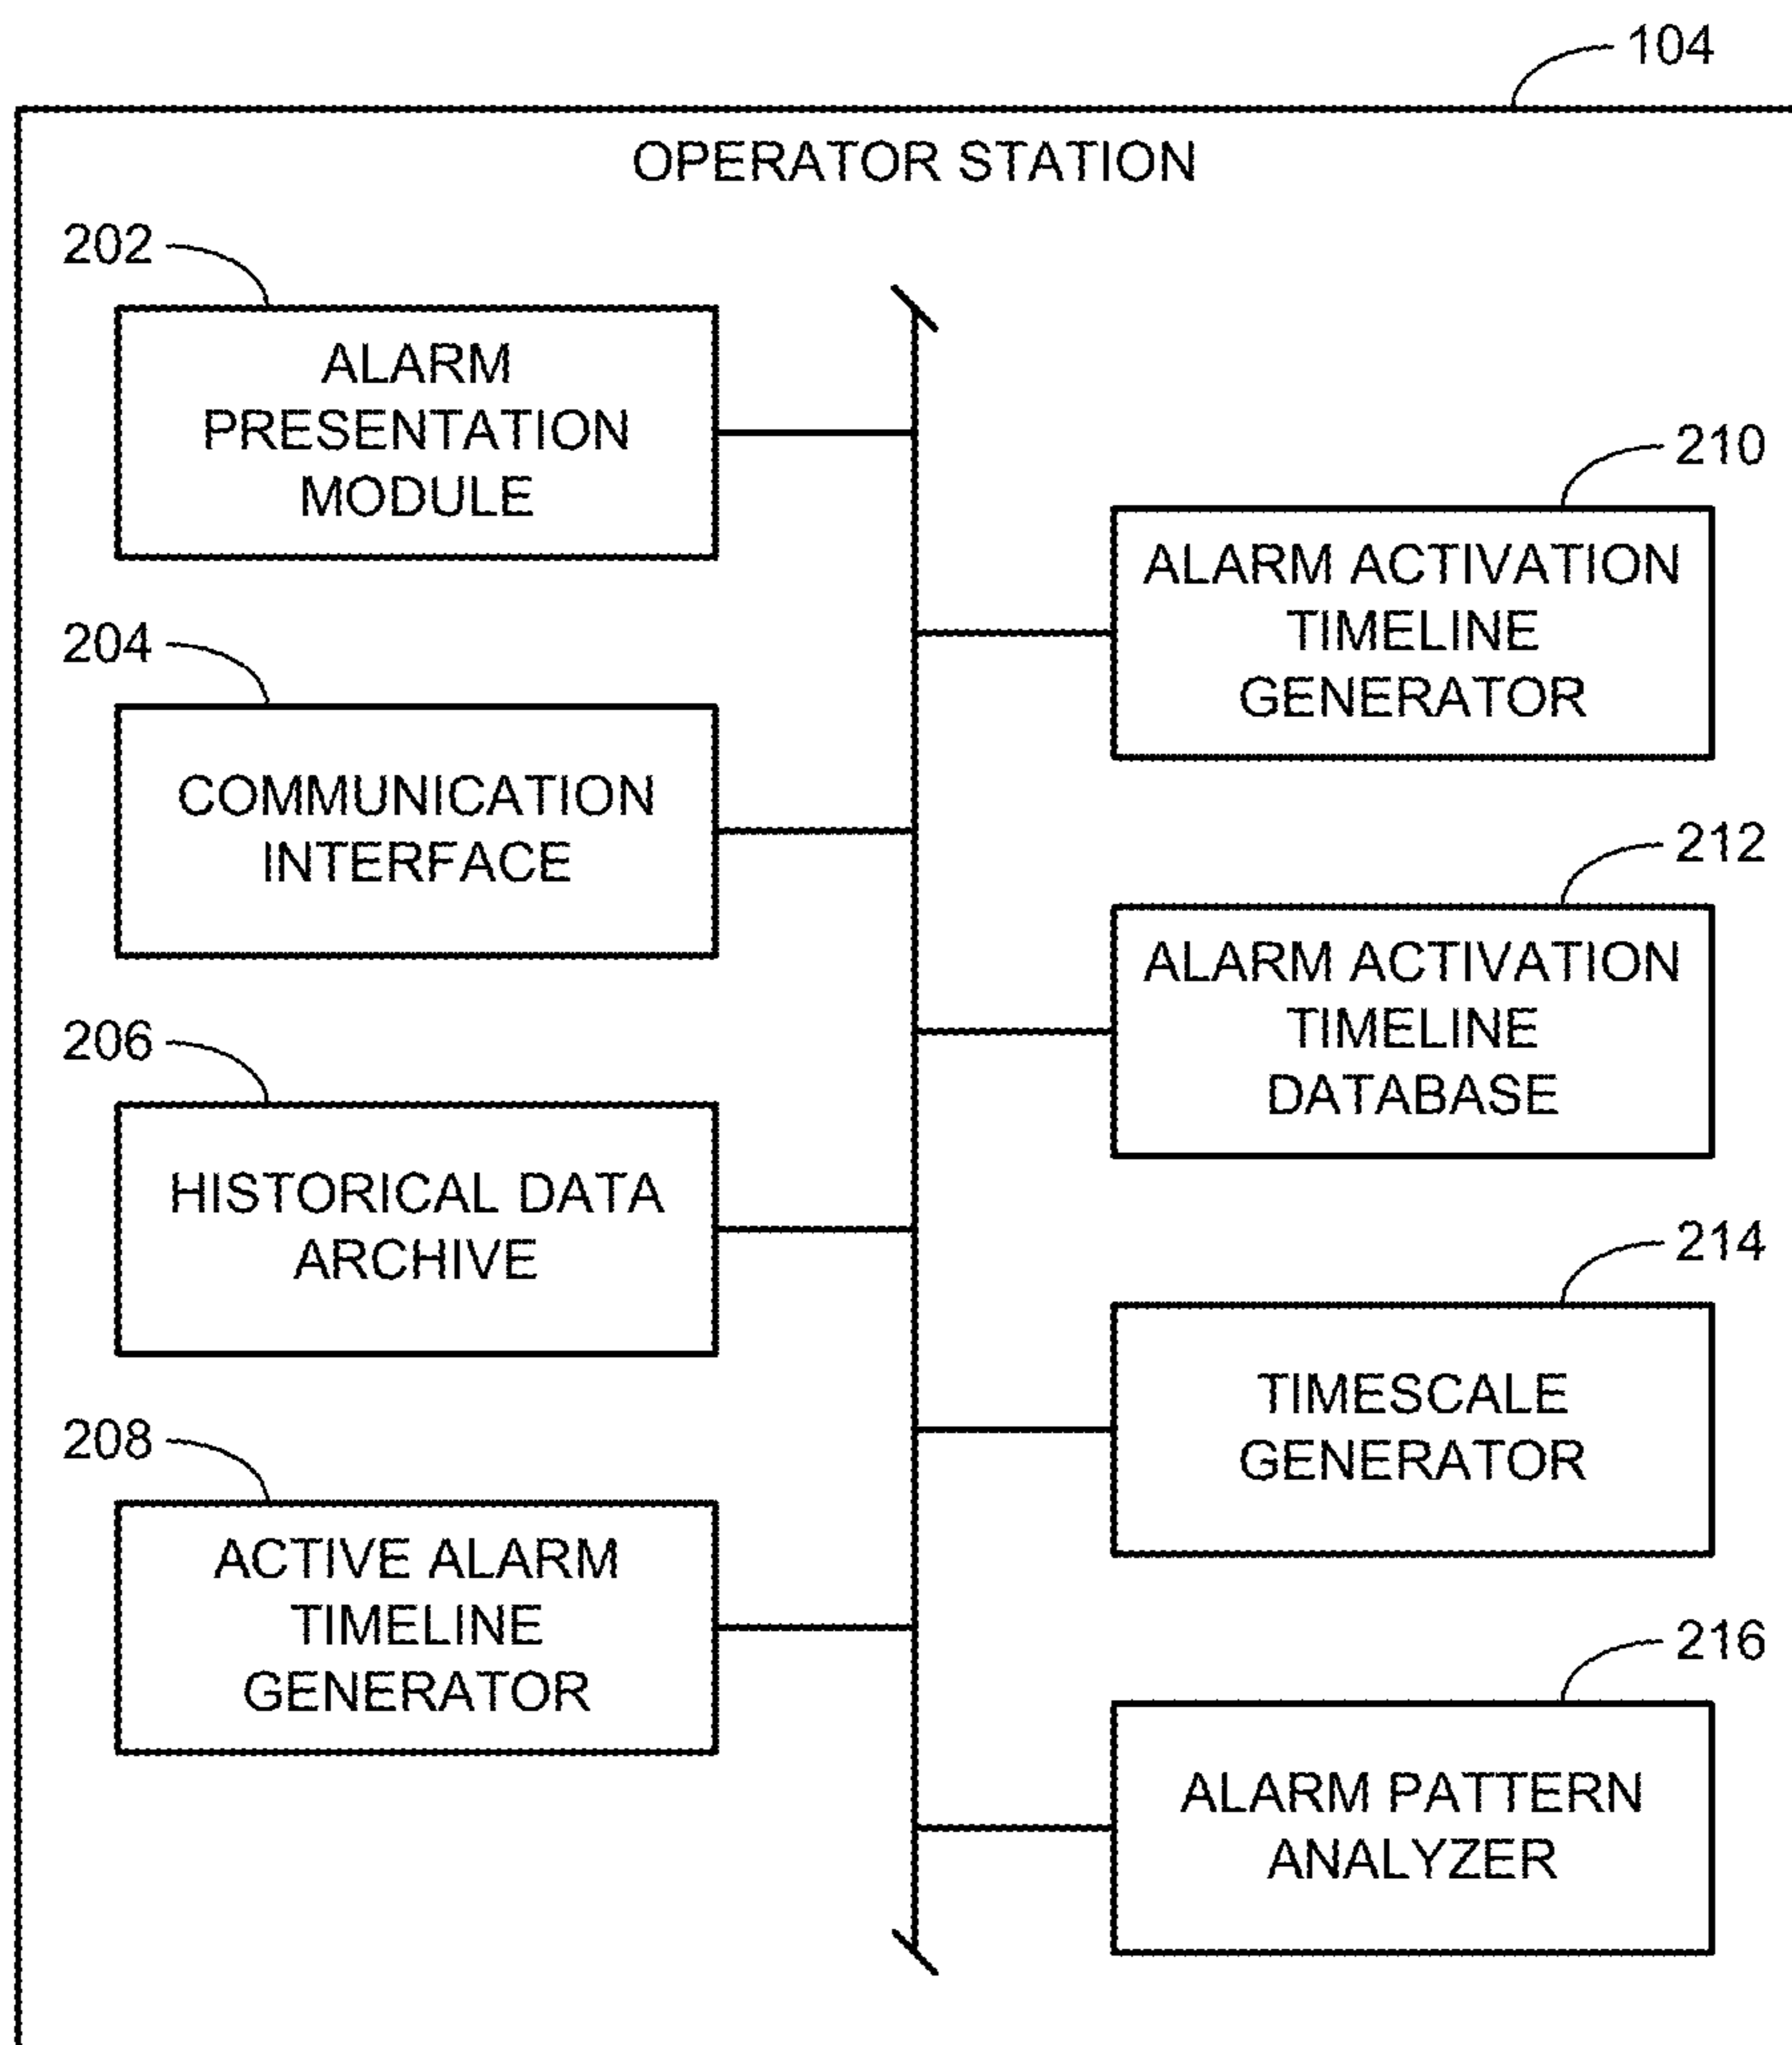 104
OPERATOR STATION
202
ALARM
PRESENTATION
MODULE
204
COMMUNICATION
INTERFACE
206
HISTORICAL DATA
ARCHIVE
208
ACTIVE ALARM
TIMELINE
GENERATOR
210
ALARM ACTIVATION
TIMELINE
GENERATOR
212
ALARM ACTIVATION
TIMELINE
DATABASE
214
TIMESCALE
GENERATOR
216
ALARM PATTERN
ANALYZER